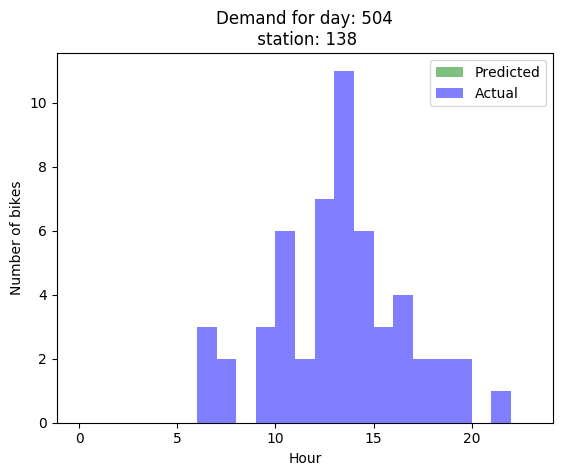 Demand for day: 504
station: 138
Predicted
Actual
Number of bikes
10
8
6
4
2
0
0 5 10 15 20
Hour